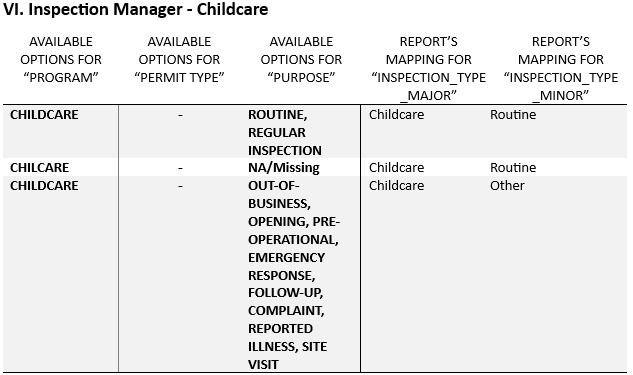 VI. Inspection Manager - Childcare
AVAILABLE OPTIONS FOR “PROGRAM”
AVAILABLE OPTIONS FOR “PERMIT TYPE”
AVAILABLE OPTIONS FOR “PURPOSE”
REPORT’S MAPPING FOR “INSPECTION_TYPE _MAJOR”
REPORT’S MAPPING FOR “INSPECTION_TYPE _MINOR”
CHILDCARE - ROUTINE, Childcare Routine
REGULAR
INSPECTION
CHILCARE - NA/Missing Childcare Routine
CHILDCARE - OUT-OF- Childcare Other
BUSINESS,
OPENING, PRE-
OPERATIONAL,
EMERGENCY
RESPONSE,
FOLLOW-UP,
COMPLAINT,
REPORTED
ILLNESS, SITE
VISIT